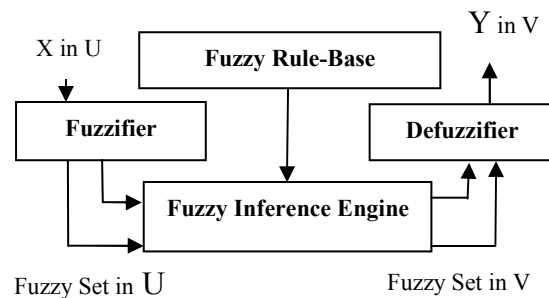 X in U
Fuzzy Rule-Base
Y in V
Fuzzifier
Defuzzifier
Fuzzy Inference Engine
Fuzzy Set in U
Fuzzy Set in V